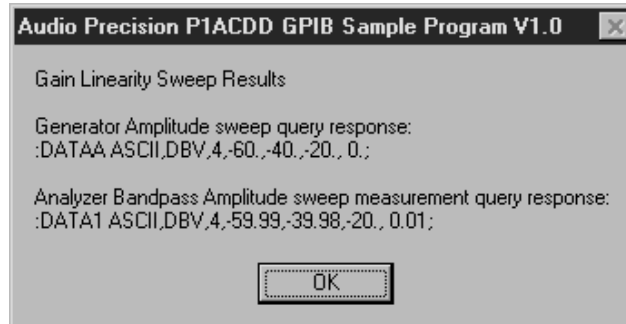 Audio Precision P1ACDD GPIB Sample Program V1.0
Gain Linearity Sweep Results
Generator Amplitude sweep query response:
:DATAA ASCII,DBV,4,-60.,-40.,-20., 0.;
Analyzer Bandpass Amplitude sweep measurement query response:
:DATA1 ASCII,DBV,4,-59.99,-39.98,-20., 0.01;
OK